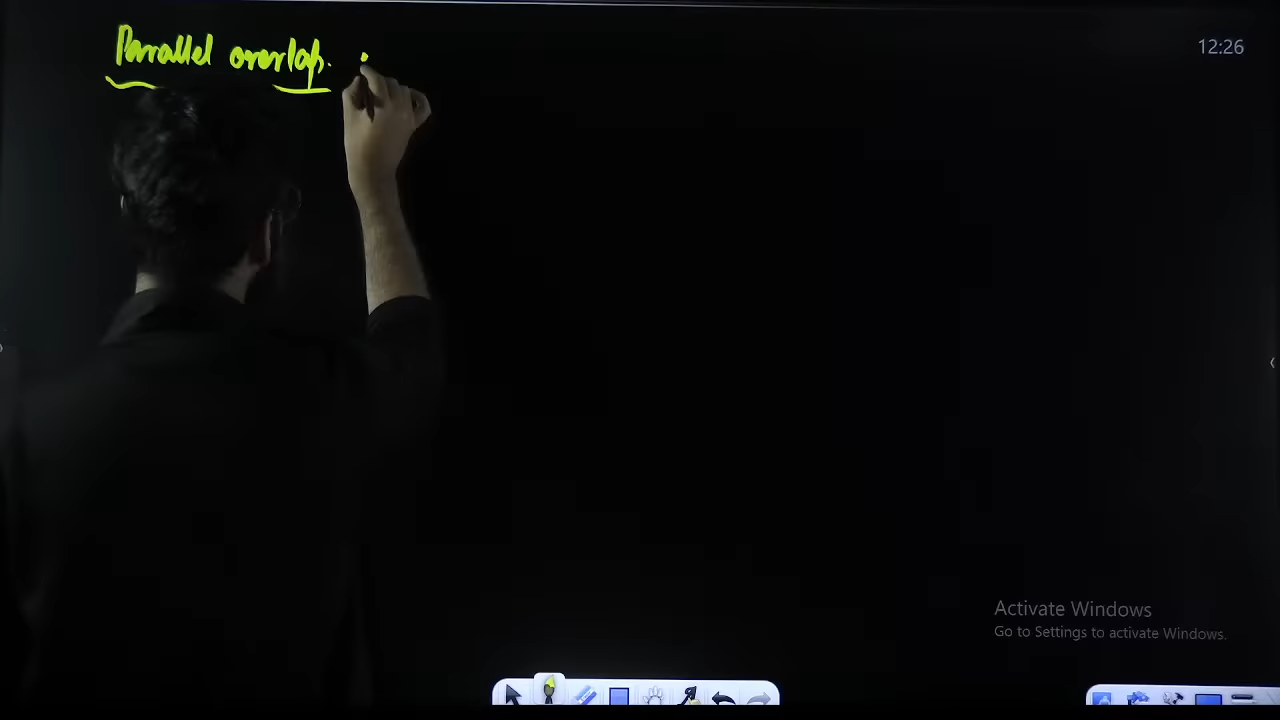 Parallel overlap.
12:26
Activate Windows
Go to Settings to activate Windows.